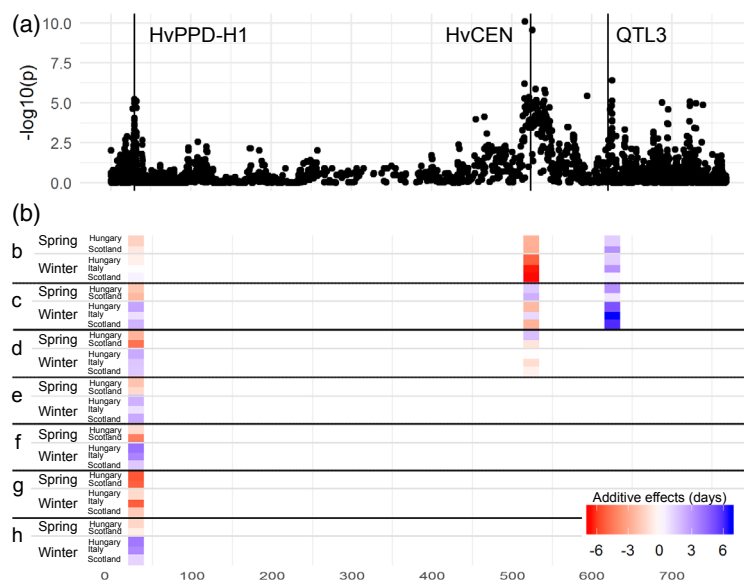 (a)
HvPPD-H1 HvCEN QTL3
10.0
7.5
5.0
2.5
0.0
-log10(p)
(b)
b Spring Hungary
Scotland
Winter Hungary
Italy
Scotland
c Spring Hungary
Scotland
Winter Hungary
Italy
Scotland
d Spring Hungary
Scotland
Winter Hungary
Italy
Scotland
e Spring Hungary
Scotland
Winter Hungary
Italy
Scotland
f Spring Hungary
Scotland
Winter Hungary
Italy
Scotland
g Spring Hungary
Scotland
Winter Hungary
Italy
Scotland
h Spring Hungary
Scotland
Winter Hungary
Italy
Scotland
Additive effects (days)
-6 -3 0 3 6
0 100 200 300 400 500 600 700